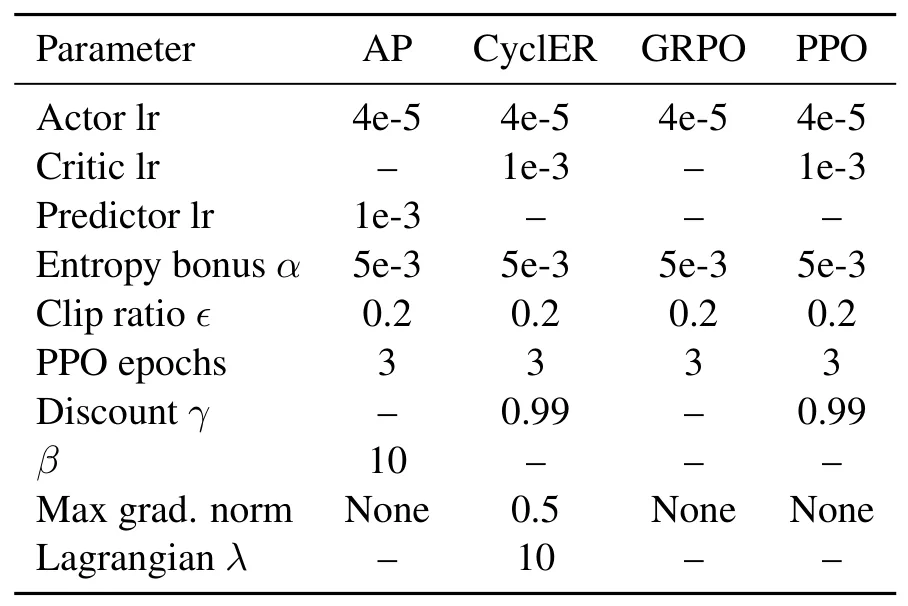 Parameter AP CyclER GRPO PPO
Actor lr 4e-5 4e-5 4e-5 4e-5
Critic lr – 1e-3 – 1e-3
Predictor lr 1e-3 – – –
Entropy bonus α 5e-3 5e-3 5e-3 5e-3
Clip ratio ϵ 0.2 0.2 0.2 0.2
PPO epochs 3 3 3 3
Discount γ – 0.99 – 0.99
β 10 – – –
Max grad. norm None 0.5 None None
Lagrangian λ – 10 – –